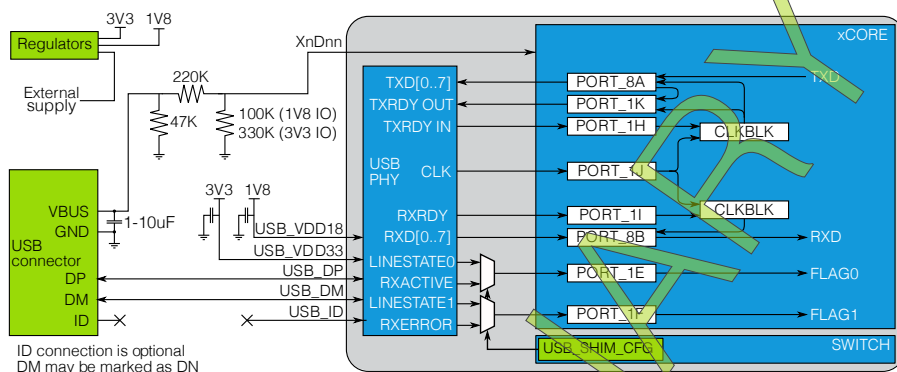 3V3 1V8
Regulators
External
supply
XnDnn
220K
47K
100K (1V8 IO)
330K (3V3 IO)
3V3 1V8
VBUS
1-10uF
GND
USB
connector
DP
DM
ID
USB_VDD18
USB_VDD33
USB_DP
USB_DM
USB_ID
ID connection is optional
DM may be marked as DN
TXD[0..7]
TXRDY OUT
TXRDY IN
USB
PHY
CLK
RXRDY
RXD[0..7]
LINESTATE0
RXACTIVE
LINESTATE1
RXERROR
xCORE
PORT_8A
TXD
PORT_1K
PORT_1H
CLKBLK
PORT_1J
CLKBLK
PORT_1I
PORT_8B
RXD
PORT_1E
FLAG0
PORT_1F
FLAG1
USB_SHIM_CFG
SWITCH
ARY